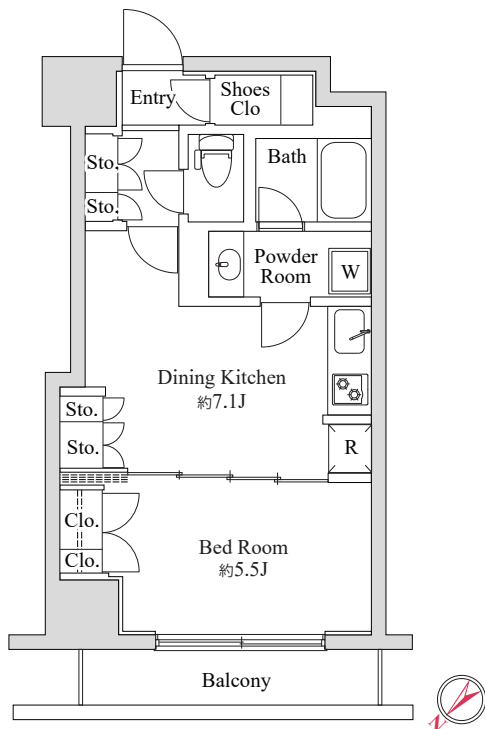 Entry
Shoes
Clo
Sto.
Sto.
Bath
Powder
Room
W
Dining Kitchen
約7.1J
Sto.
Sto.
R
Clo.
Clo.
Bed Room
約5.5J
Balcony
N